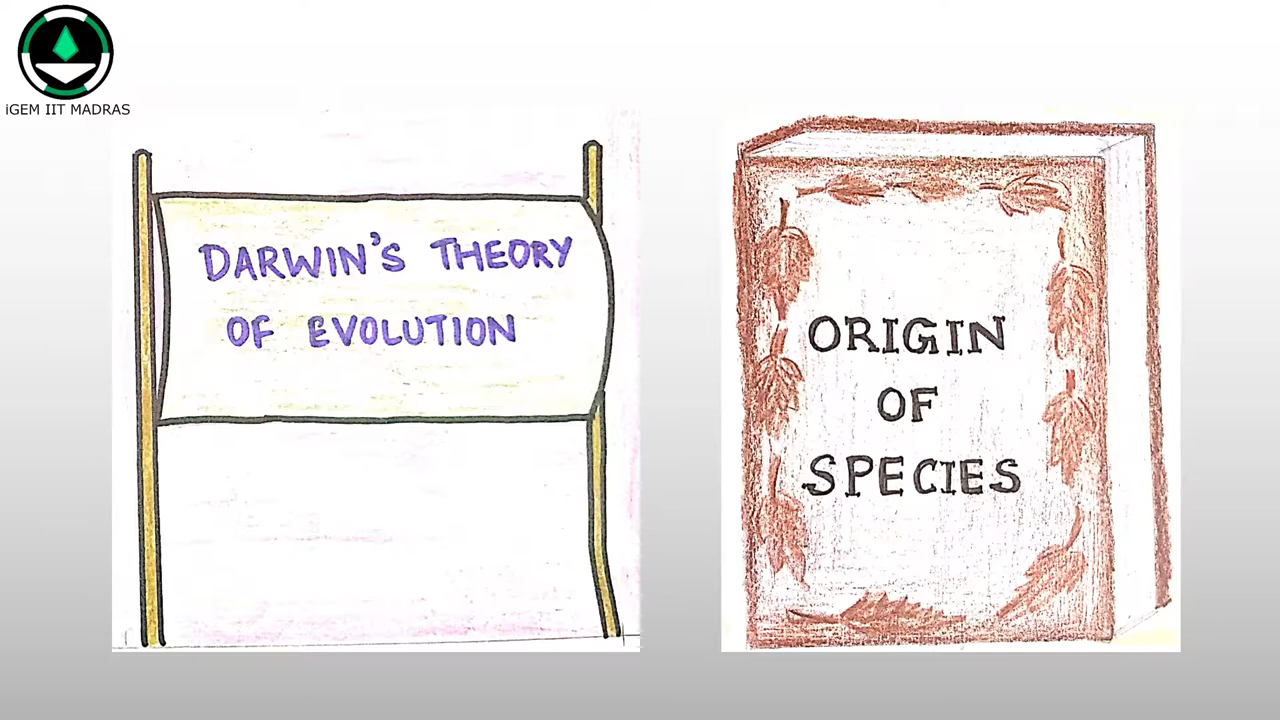 iGEM IIT MADRAS
DARWIN'S THEORY
OF EVOLUTION
ORIGIN
OF
SPECIES